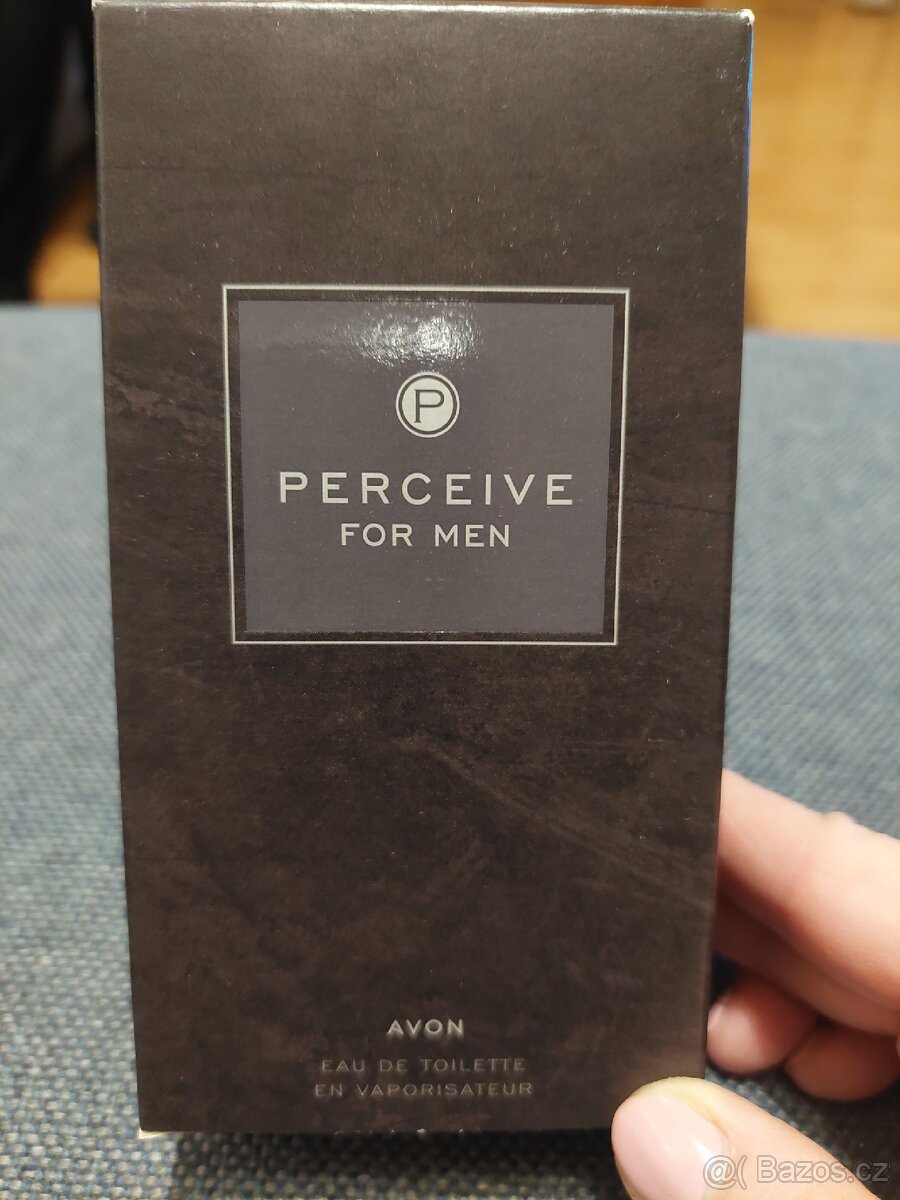 P
PERCEIVE
FOR MEN
AVON
EAU DE TOILETTE
EN VAPORISATEUR
@( Bazos.cz